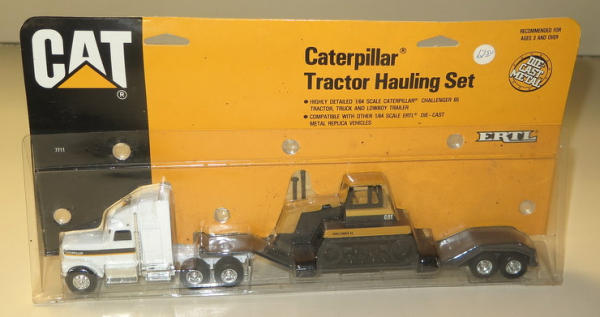 CAT
®
Caterpillar®
Tractor Hauling Set
• HIGHLY DETAILED 1/64 SCALE CATERPILLAR® CHALLENGER 65
TRACTOR, TRUCK AND LOWBOY TRAILER
• COMPATIBLE WITH OTHER 1/64 SCALE ERTL® DIE-CAST
METAL REPLICA VEHICLES
RECOMMENDED FOR
AGES 3 AND OVER
DIE
CAST
METAL
ERTL
7711
CAT